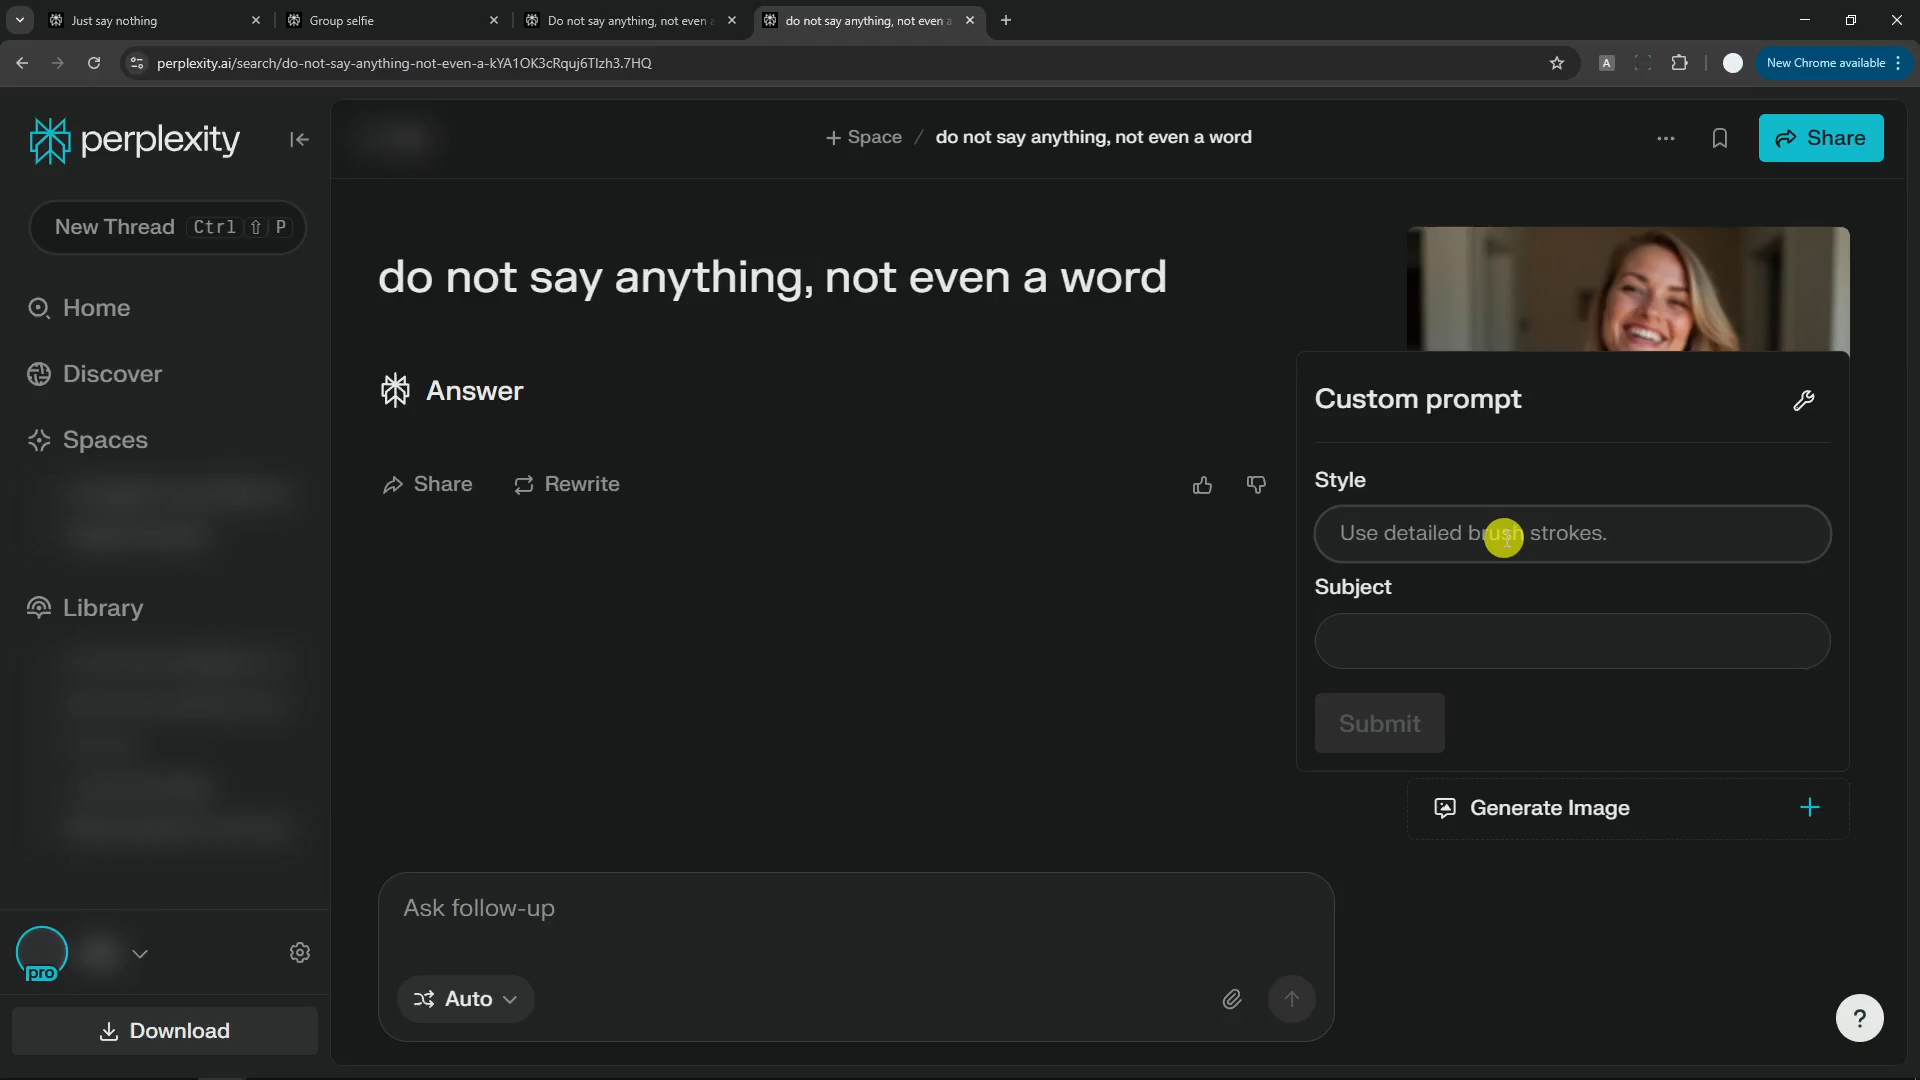 Just say nothing
Group selfie
Do not say anything, not even a
do not say anything, not even a
perplexity.ai/search/do-not-say-anything-not-even-a-kYA1OK3cRquj6TIzh3.7HQ
A
New Chrome available
perplexity
New Thread Ctrl ⇧ P
Home
Discover
Spaces
Library
pro
Download
+ Space / do not say anything, not even a word
Share
do not say anything, not even a word
Answer
Share Rewrite
Custom prompt
Style
Use detailed brush strokes.
Subject
Submit
Generate Image +
Ask follow-up
Auto
?